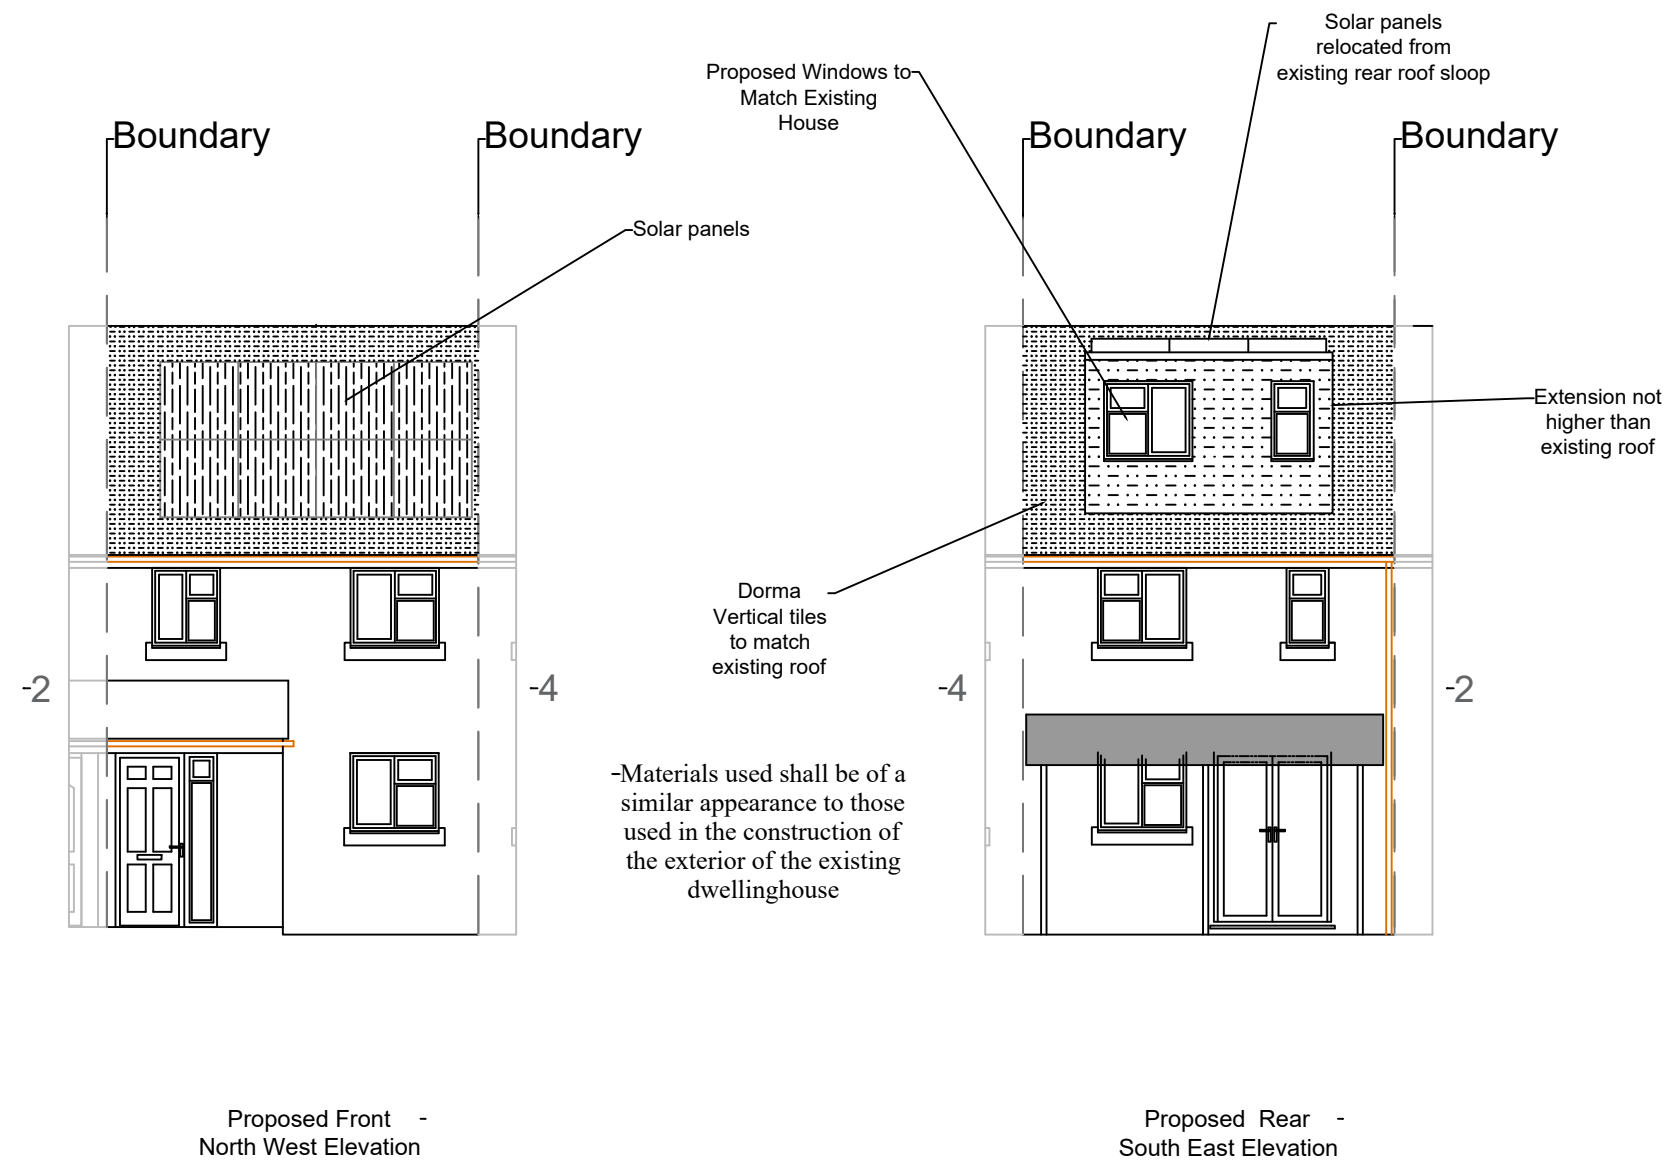 Solar panels
relocated from
existing rear roof sloop
Proposed Windows to
Match Existing
House
Boundary
Boundary
Boundary
Boundary
Solar panels
Extension not
higher than
existing roof
Dorma
Vertical tiles
to match
existing roof
-2
-4
-4
-2
-Materials used shall be of a
similar appearance to those
used in the construction of
the exterior of the existing
dwellinghouse
Proposed Front -
North West Elevation
Proposed Rear -
South East Elevation